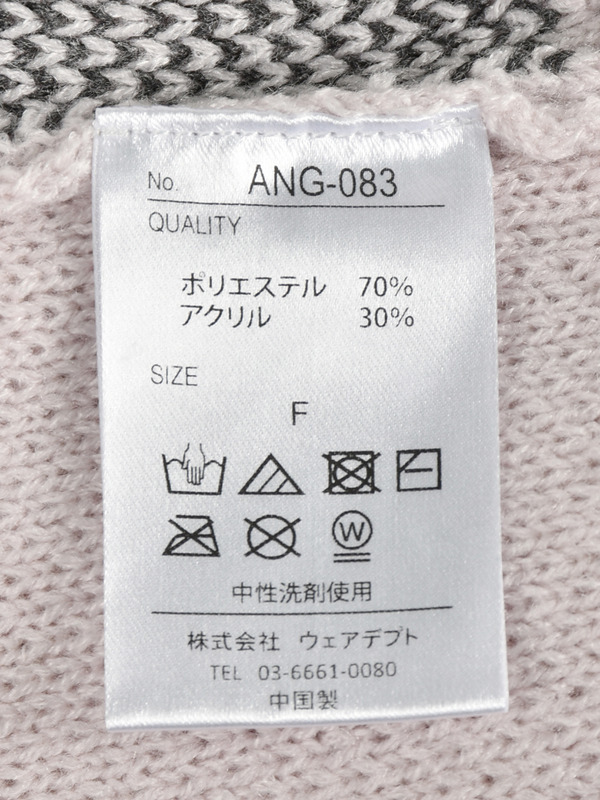 No. ANG-083
QUALITY
ポリエステル 70%
アクリル 30%
SIZE
F
W
中性洗剤使用
株式会社 ウェアデプト
TEL 03-6661-0080
中国製